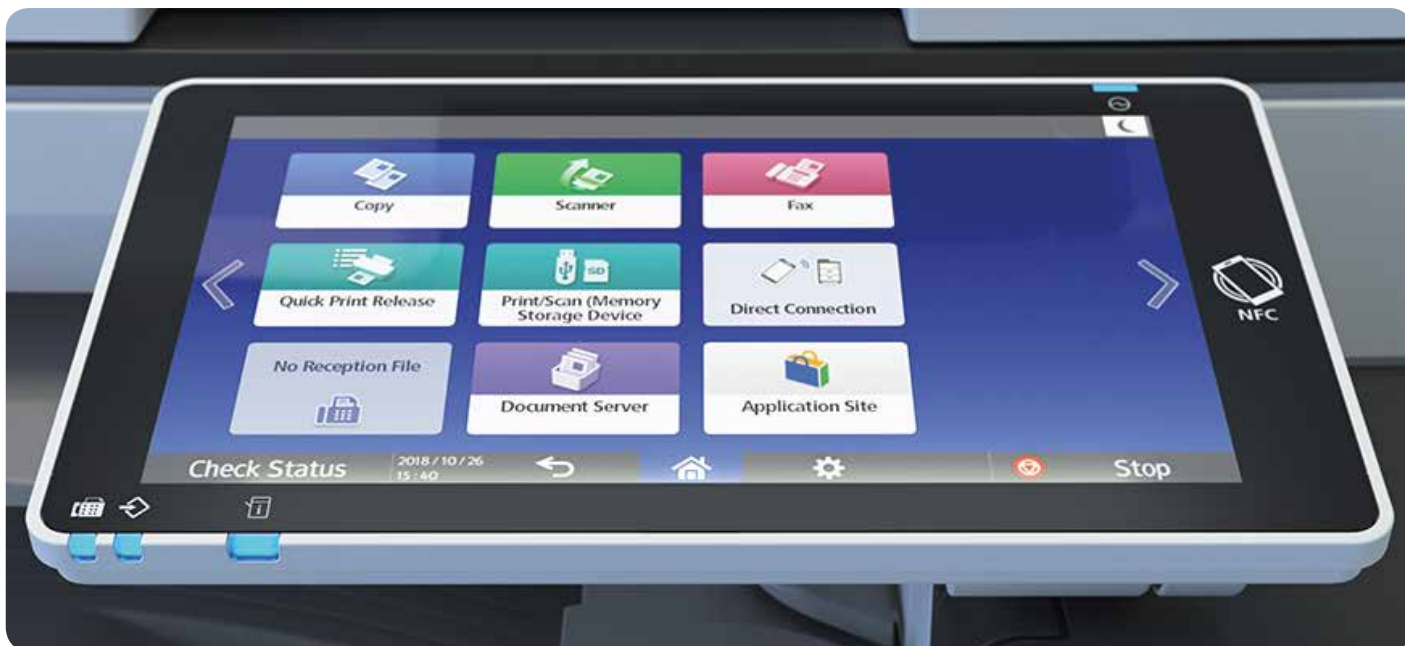 Copy
Scanner
Fax
SD
Quick Print Release
Print/Scan (Memory
Storage Device
Direct Connection
NFC
No Reception File
Document Server
Application Site
Check Status
2018/10/26
15:40
Stop